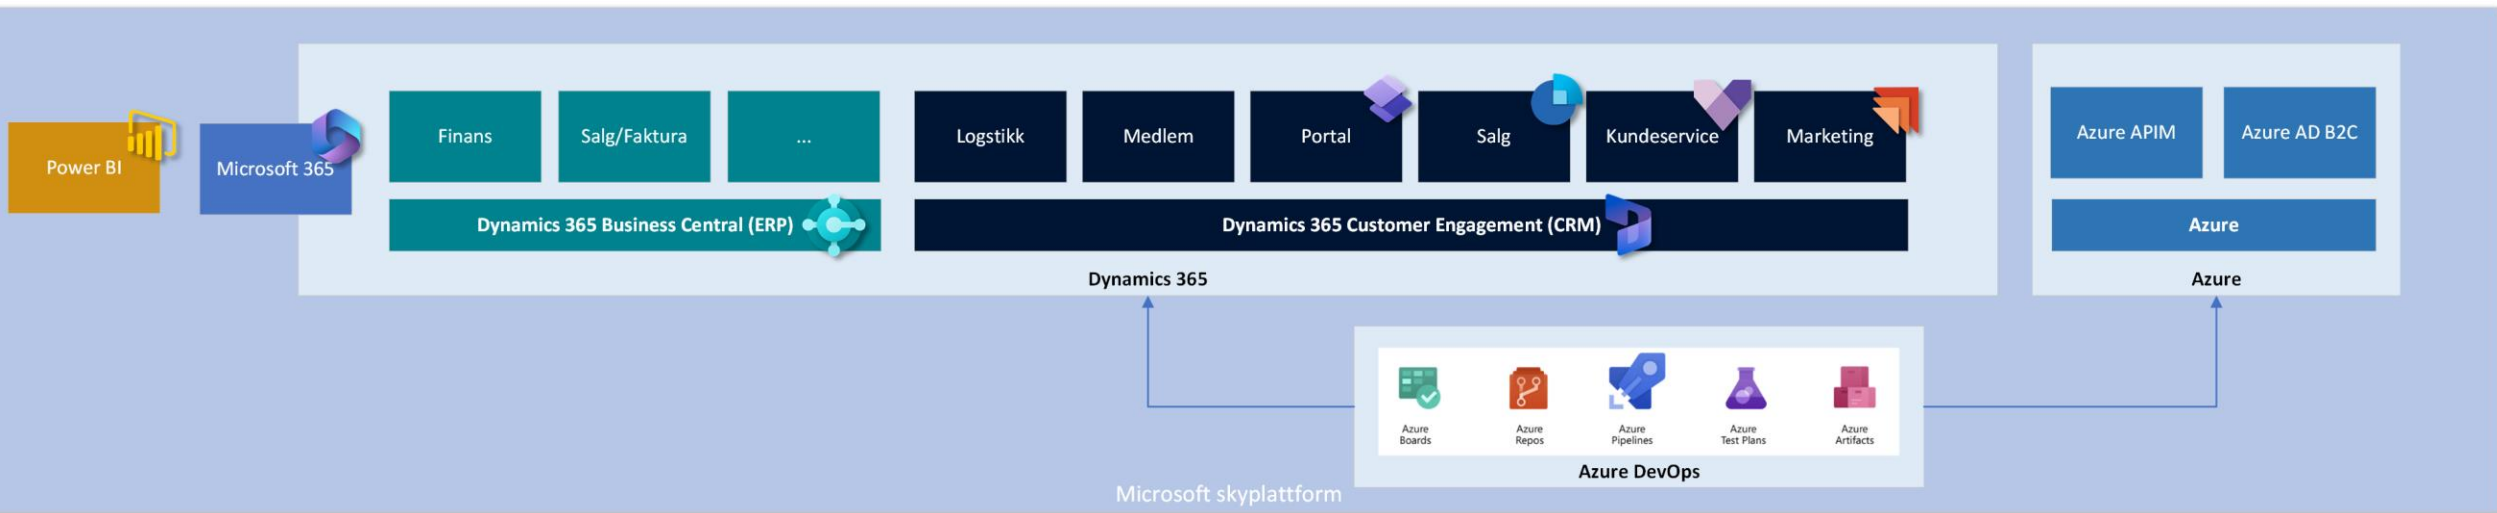 Power BI
Microsoft 365
Finans
Salg/Faktura
...
Dynamics 365 Business Central (ERP)
Logstikk
Medlem
Portal
Salg
Kundeservice
Marketing
Dynamics 365 Customer Engagement (CRM)
Dynamics 365
Azure APIM
Azure AD B2C
Azure
Azure
Azure
Boards
Azure
Repos
Azure
Pipelines
Azure
Test Plans
Azure
Artifacts
Azure DevOps
Microsoft skyplattform